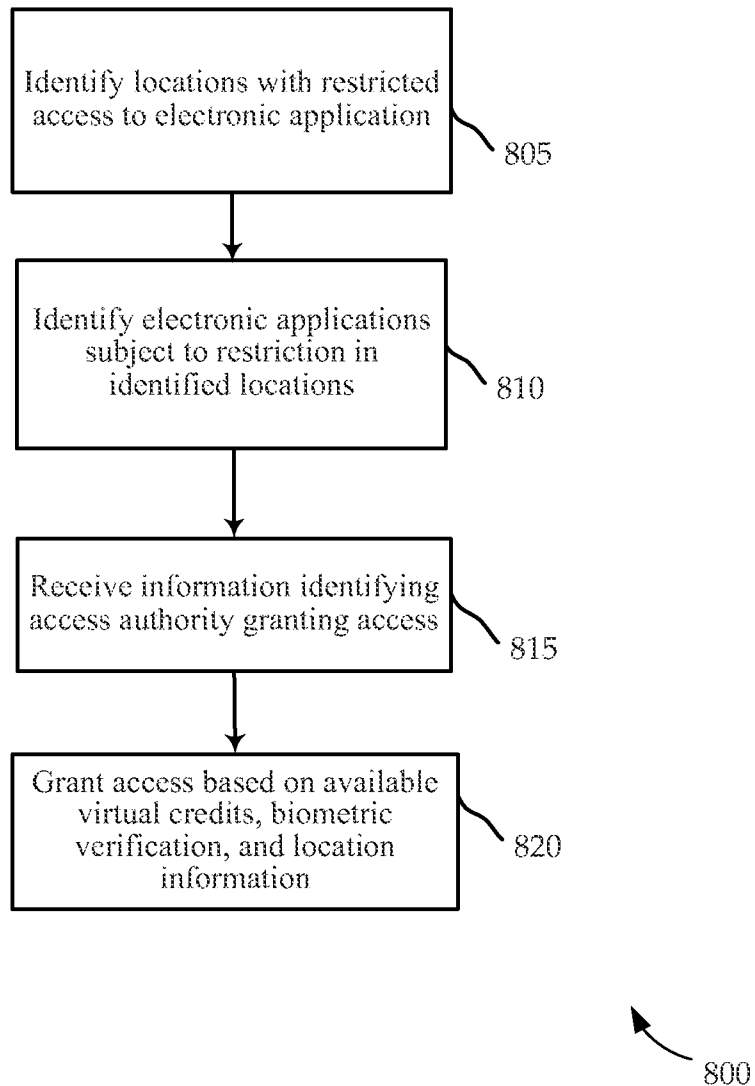 Identify locations with restricted
access to electronic application
805
Identify electronic applications
subject to restriction in
identified locations
810
Receive information identifying
access authority granting access
815
Grant access based on available
virtual credits, biometric
verification, and location
information
820
800